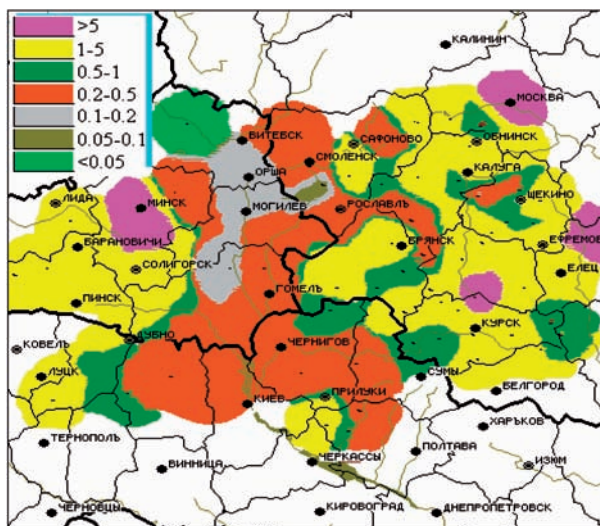 >5
1-5
0.5-1
0.2-0.5
0.1-0.2
0.05-0.1
<0.05
КАЛИНИН
МОСКВА
ВИТЕБСК
САФОНОВО
ОБНИНСК
СМОЛЕНСК
ОРША
КАЛУГА
ЛИДА
МИНСК
МОГИЛЕВ
РОСЛАВЛЬ
ЩЕКИНО
БАРАНОВИЧИ
БРЯНСК
ЕФРЕМОВ
СОЛИГОРСК
ЕЛЕЦ
ПИНСК
ГОМЕЛЬ
КУРСК
КОВЕЛЬ
ДУБНО
ЧЕРНИГОВ
ЛУЦК
СУМЫ
БЕЛГОРОД
КИЕВ
ПРИЛУКИ
ХАРЬКОВ
ТЕРНОПОЛЬ
ПОЛТАВА
ВИННИЦА
ЧЕРКАССЫ
ИЗЮМ
ЧЕРНОВЦЫ
КИРОВОГРАД
ДНЕПРОПЕТРОВСК